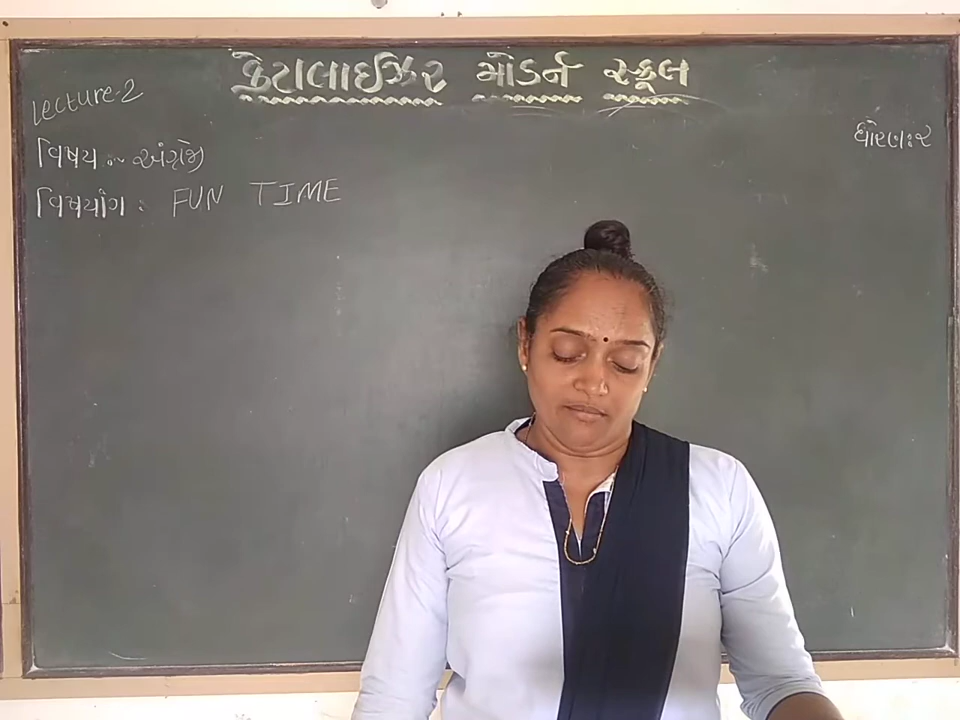 કેટાલાઈઝર મોડર્ન સ્કૂલ
Lecture-2
ધોરણ:૨
વિષય :~ અંગ્રેજી
વિષયાંગ : FUN TIME